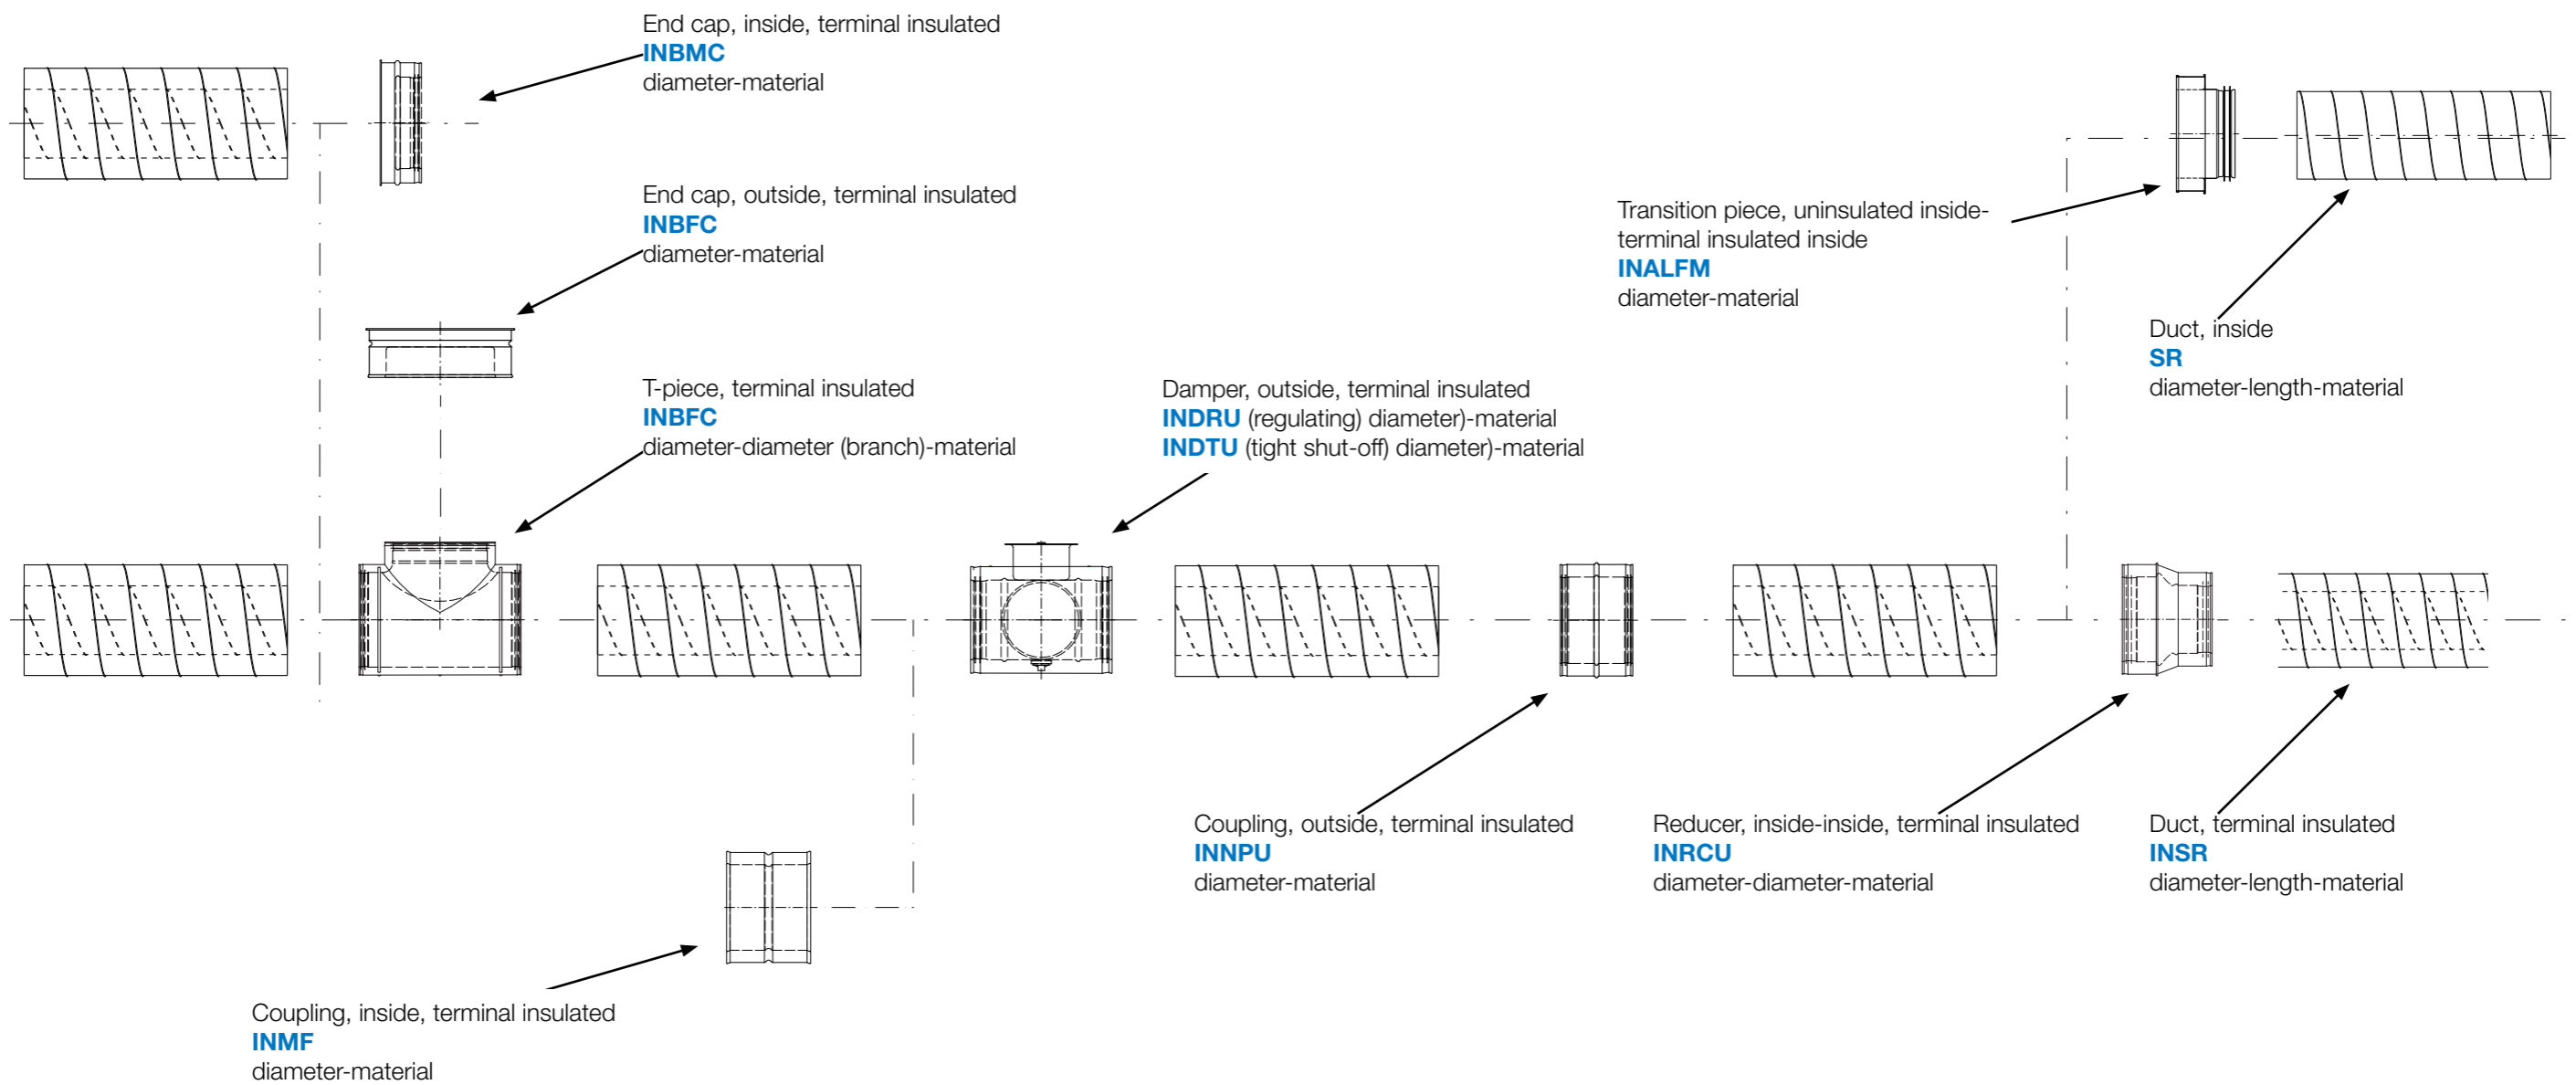 End cap, inside, terminal insulated
INBMC
diameter-material
End cap, outside, terminal insulated
INBFC
diameter-material
T-piece, terminal insulated
INBFC
diameter-diameter (branch)-material
Damper, outside, terminal insulated
INDRU (regulating) diameter)-material
INDTU (tight shut-off) diameter)-material
Transition piece, uninsulated inside-
terminal insulated inside
INALFM
diameter-material
Duct, inside
SR
diameter-length-material
Coupling, outside, terminal insulated
INNPU
diameter-material
Reducer, inside-inside, terminal insulated
INRCU
diameter-diameter-material
Duct, terminal insulated
INSR
diameter-length-material
Coupling, inside, terminal insulated
INMF
diameter-material